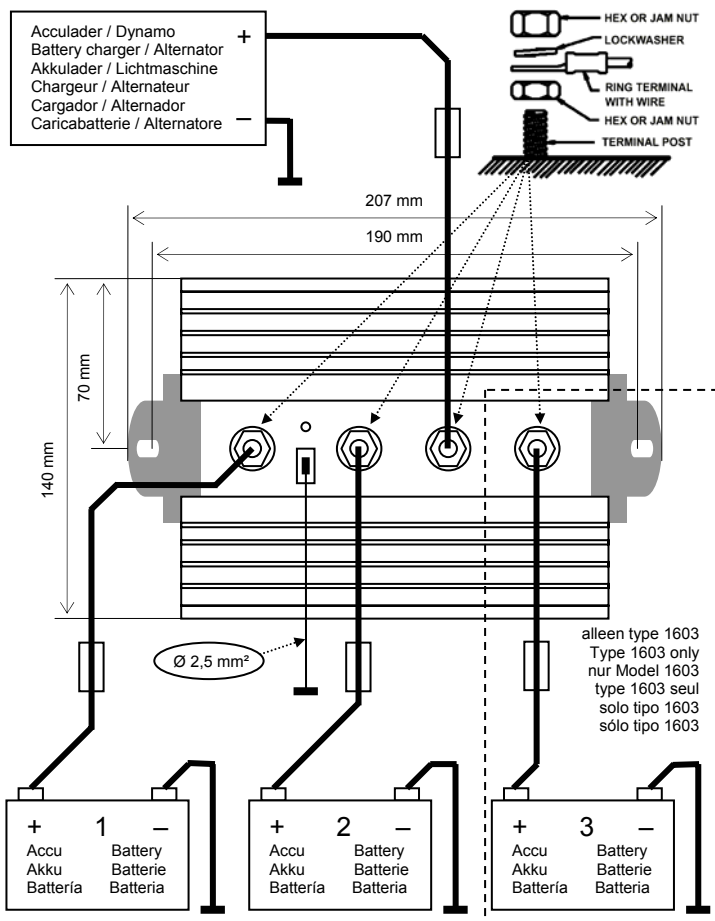 Acculader / Dynamo
Battery charger / Alternator
Akkulader / Lichtmaschine
Chargeur / Alternateur
Cargador / Alternador
Caricabatterie / Alternatore
+
–
HEX OR JAM NUT
LOCKWASHER
RING TERMINAL
WITH WIRE
HEX OR JAM NUT
TERMINAL POST
207 mm
190 mm
70 mm
140 mm
Ø 2,5 mm²
alleen type 1603
Type 1603 only
nur Model 1603
type 1603 seul
solo tipo 1603
sólo tipo 1603
+ 1 –
Accu Battery
Akku Batterie
Batería Batteria
+ 2 –
Accu Battery
Akku Batterie
Batería Batteria
+ 3 –
Accu Battery
Akku Batterie
Batería Batteria